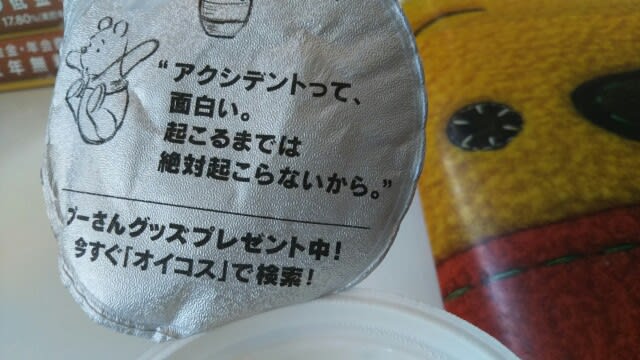 17.80%
"アクシデントって、
面白い。
起こるまでは
絶対起こらないから。"
プーさんグッズプレゼント中!
今すぐ「オイコス」で検索!